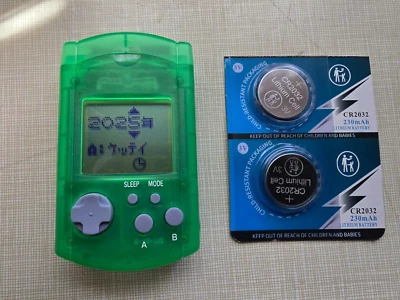 2025年
A:ケッテイ
SLEEP MODE
A
B
CHILD-RESISTANT PACKAGING
CR2032
Lithium Cell
3V
CR2032
230mAh
LITHIUM BATTERY
KEEP OUT OF REACH OF CHILDREN AND BABIES
CHILD-RESISTANT PACKAGING
CR2032
Lithium Cell
3V
CR2032
230mAh
LITHIUM BATTERY
KEEP OUT OF REACH OF CHILDREN AND BABIES